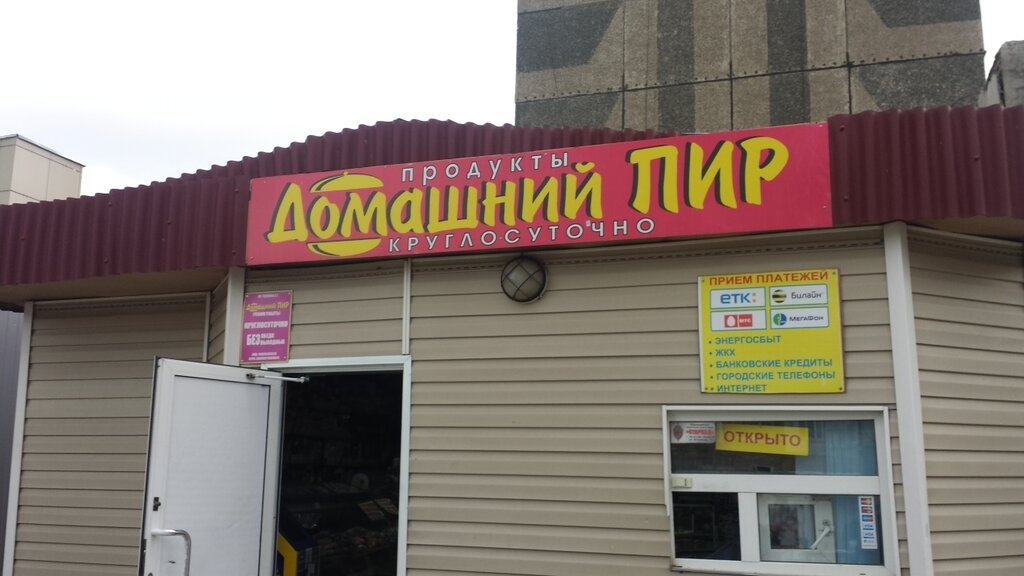 продукты
Домашний ПИР
круглосуточно
ПРИЕМ ПЛАТЕЖЕЙ
етк:
Билайн
МТС
МегаФон
• ЭНЕРГОСБЫТ
• ЖКХ
• БАНКОВСКИЕ КРЕДИТЫ
• ГОРОДСКИЕ ТЕЛЕФОНЫ
• ИНТЕРНЕТ
Домашний ПИР
КРУГЛОСУТОЧНО
БЕЗ
ОТКРЫТО